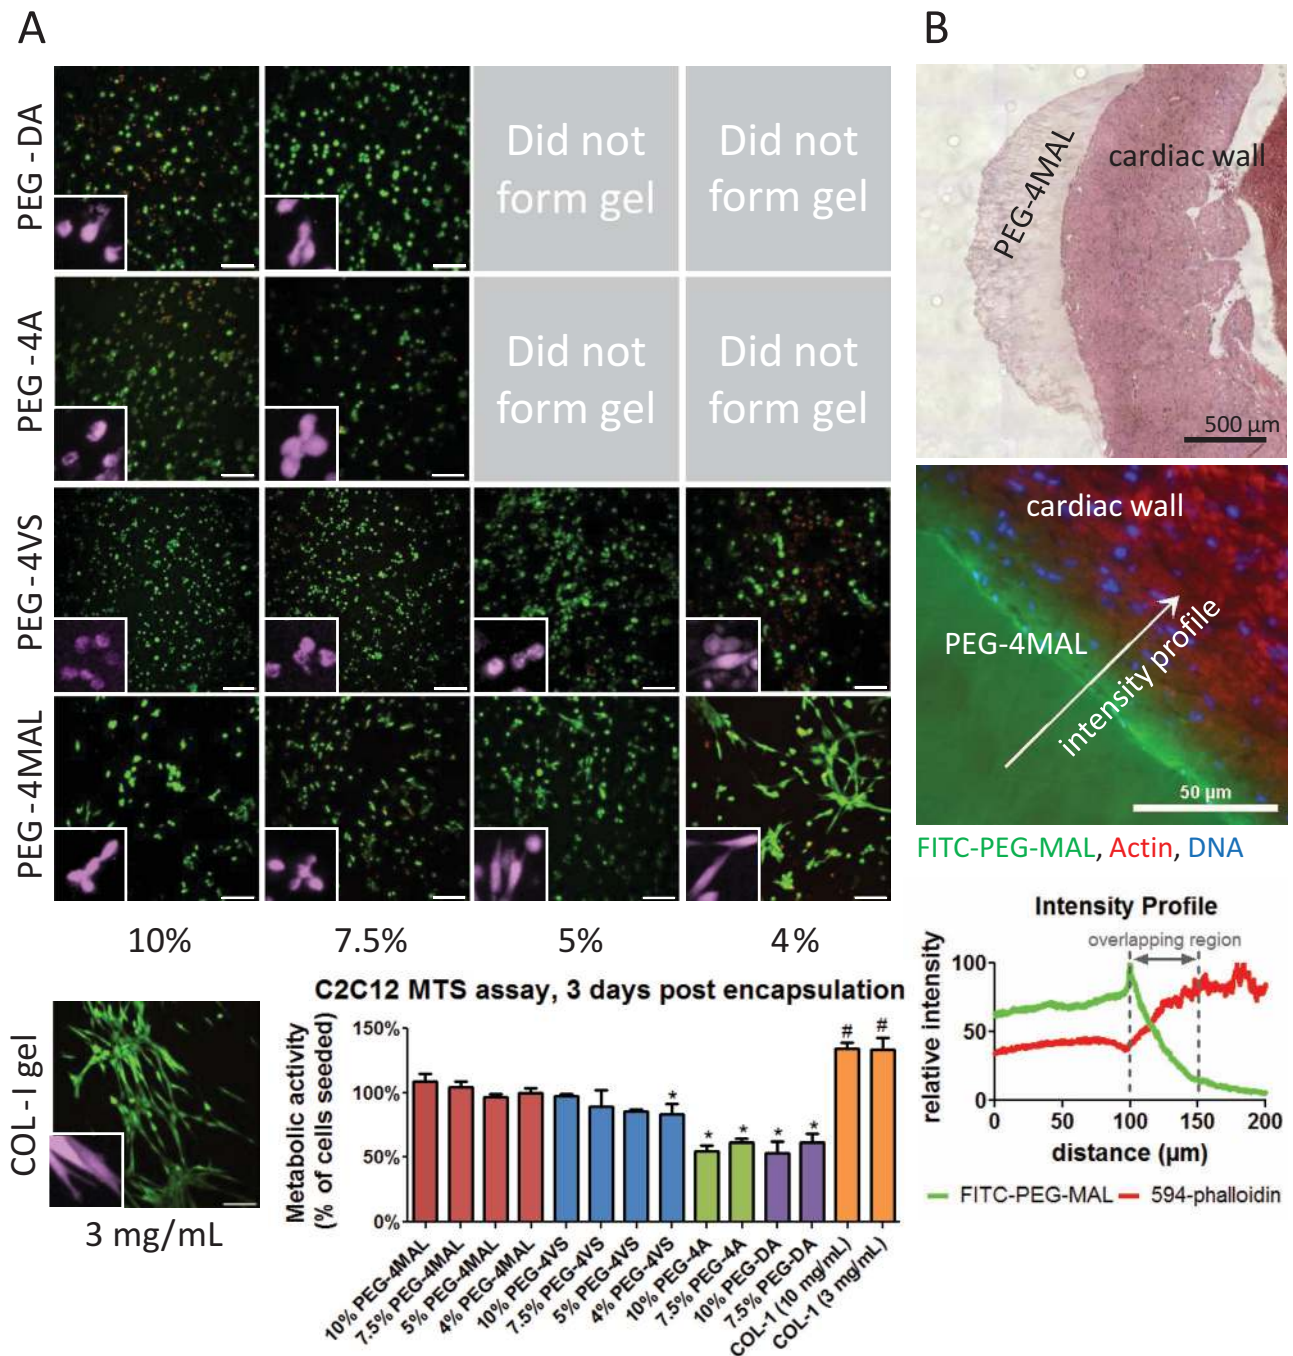 A
PEG-DA
Did not
form gel
Did not
form gel
PEG-4A
Did not
form gel
Did not
form gel
PEG-4VS
PEG-4MAL
10%
7.5%
5%
4%
COL-I gel
3 mg/mL
C2C12 MTS assay, 3 days post encapsulation
Metabolic activity
(% of cells seeded)
150%
100%
50%
0%
*
*
*
*
*
#
#
10% PEG-4MAL
7.5% PEG-4MAL
5% PEG-4MAL
4% PEG-4MAL
10% PEG-4VS
7.5% PEG-4VS
5% PEG-4VS
4% PEG-4VS
10% PEG-4A
7.5% PEG-4A
10% PEG-DA
7.5% PEG-DA
COL-1 (10 mg/mL)
COL-1 (3 mg/mL)
B
PEG-4MAL
cardiac wall
500 µm
cardiac wall
PEG-4MAL
intensity profile
50 µm
FITC-PEG-MAL, Actin, DNA
Intensity Profile
overlapping region
relative intensity
100
50
0
0
50
100
150
200
distance (µm)
FITC-PEG-MAL
594-phalloidin